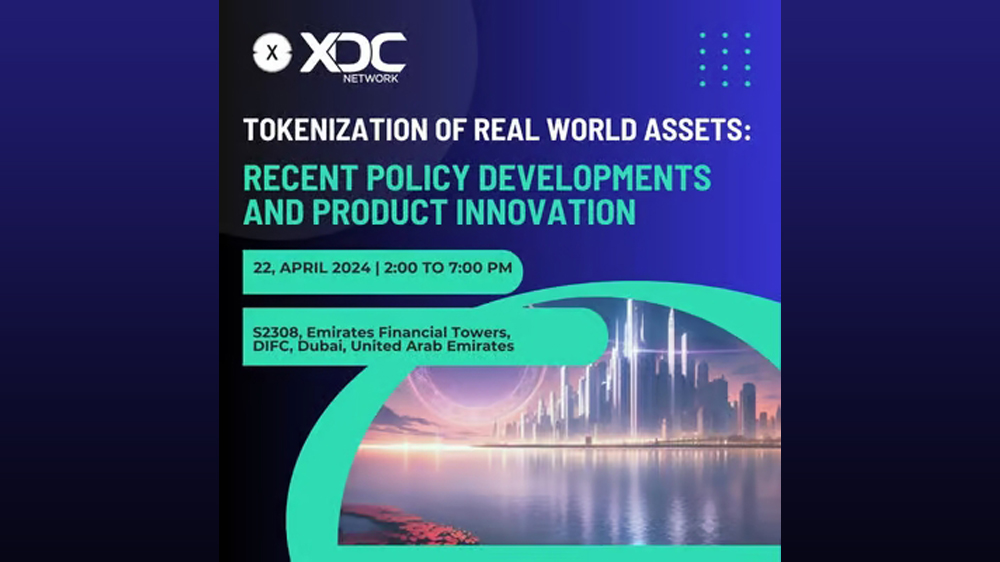 X XDC
NETWORK
TOKENIZATION OF REAL WORLD ASSETS:
RECENT POLICY DEVELOPMENTS
AND PRODUCT INNOVATION
22, APRIL 2024 | 2:00 TO 7:00 PM
S2308, Emirates Financial Towers,
DIFC, Dubai, United Arab Emirates